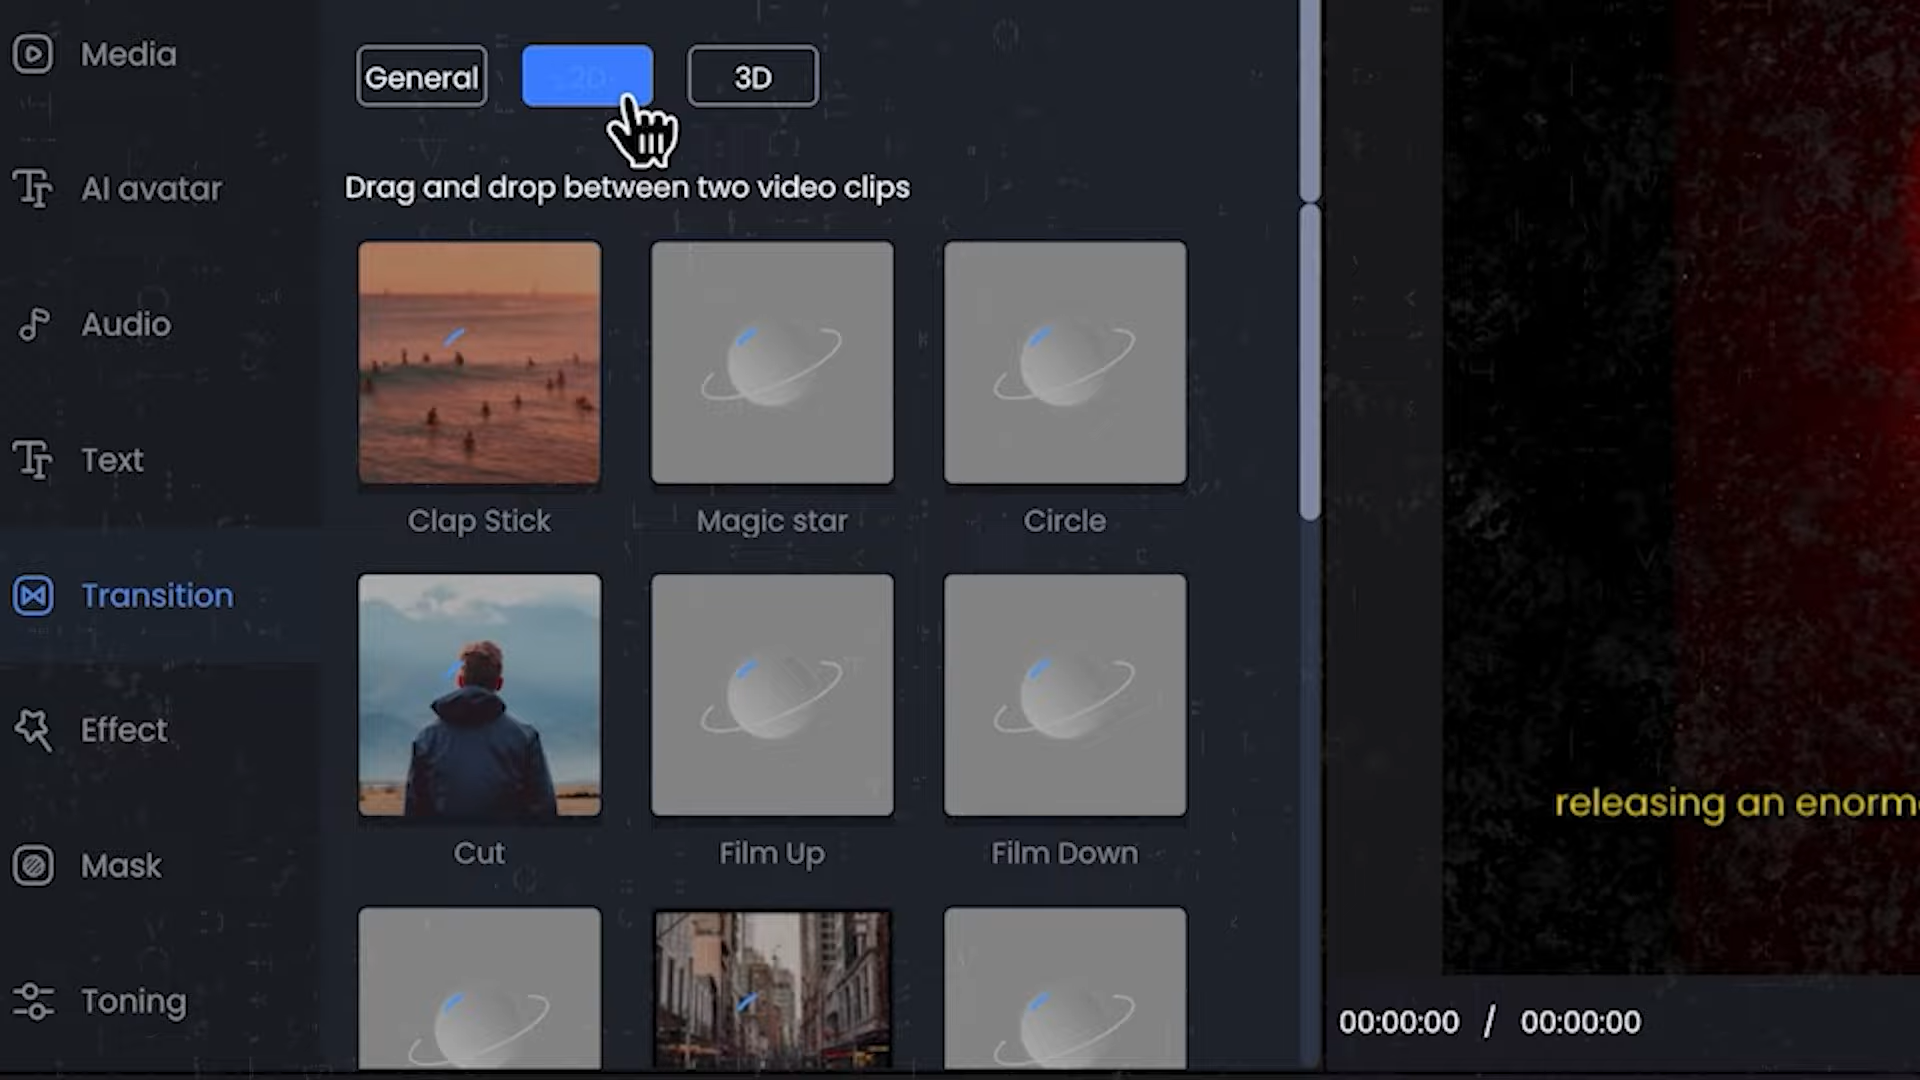 Media
AI avatar
Audio
Text
Transition
Effect
Mask
Toning
General
2D
3D
Drag and drop between two video clips
Clap Stick
Magic star
Circle
Cut
Film Up
Film Down
releasing an enorm
00:00:00 / 00:00:00